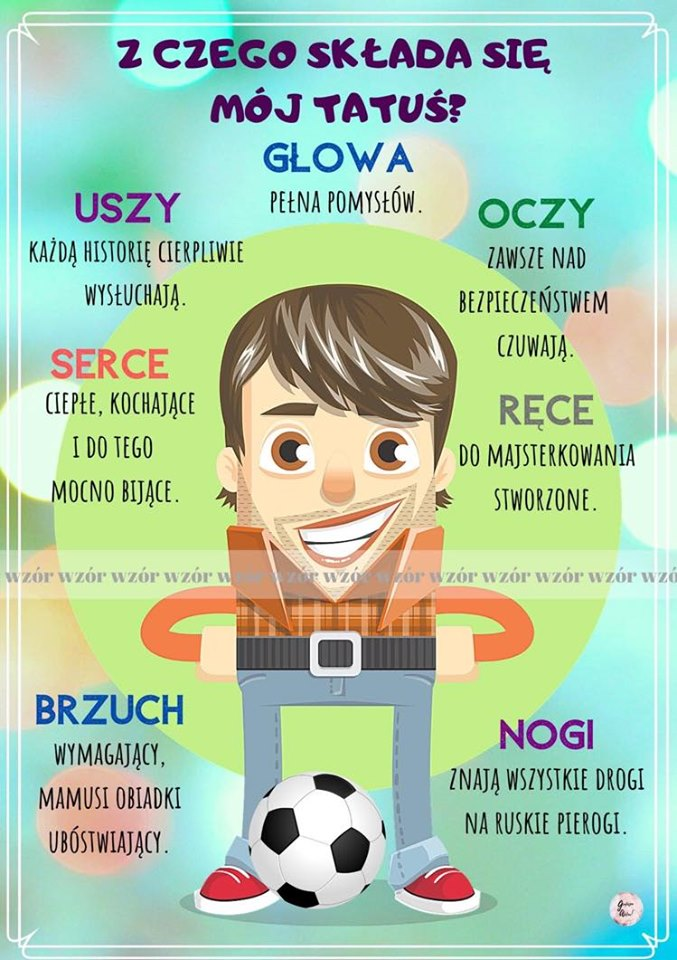 Z CZEGO SKŁADA SIĘ
MÓJ TATUŚ?
GŁOWA
PEŁNA POMYSŁÓW.
USZY
KAŻDĄ HISTORIĘ CIERPLIWIE
WYSŁUCHAJĄ.
OCZY
ZAWSZE NAD
BEZPIECZEŃSTWEM
CZUWAJĄ.
SERCE
CIEPŁE, KOCHAJĄCE
I DO TEGO
MOCNO BIJĄCE.
RĘCE
DO MAJSTERKOWANIA
STWORZONE.
wzór wzór wzór wzór wzór wzór wzór wzór wzór wzór wzór wzór wzó
BRZUCH
WYMAGAJĄCY,
MAMUSI OBIADKI
UBÓSTWIAJĄCY.
NOGI
ZNAJĄ WSZYSTKIE DROGI
NA RUSKIE PIEROGI.